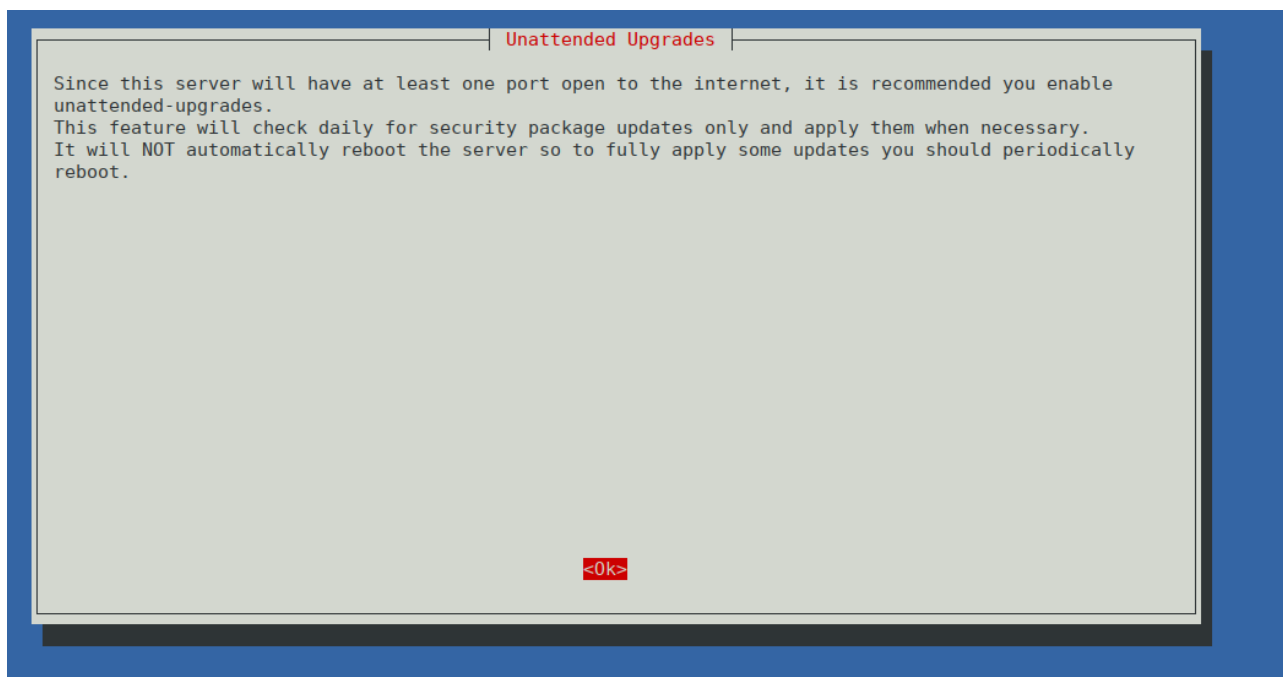 Unattended Upgrades
Since this server will have at least one port open to the internet, it is recommended you enable
unattended-upgrades.
This feature will check daily for security package updates only and apply them when necessary.
It will NOT automatically reboot the server so to fully apply some updates you should periodically
reboot.
<Ok>